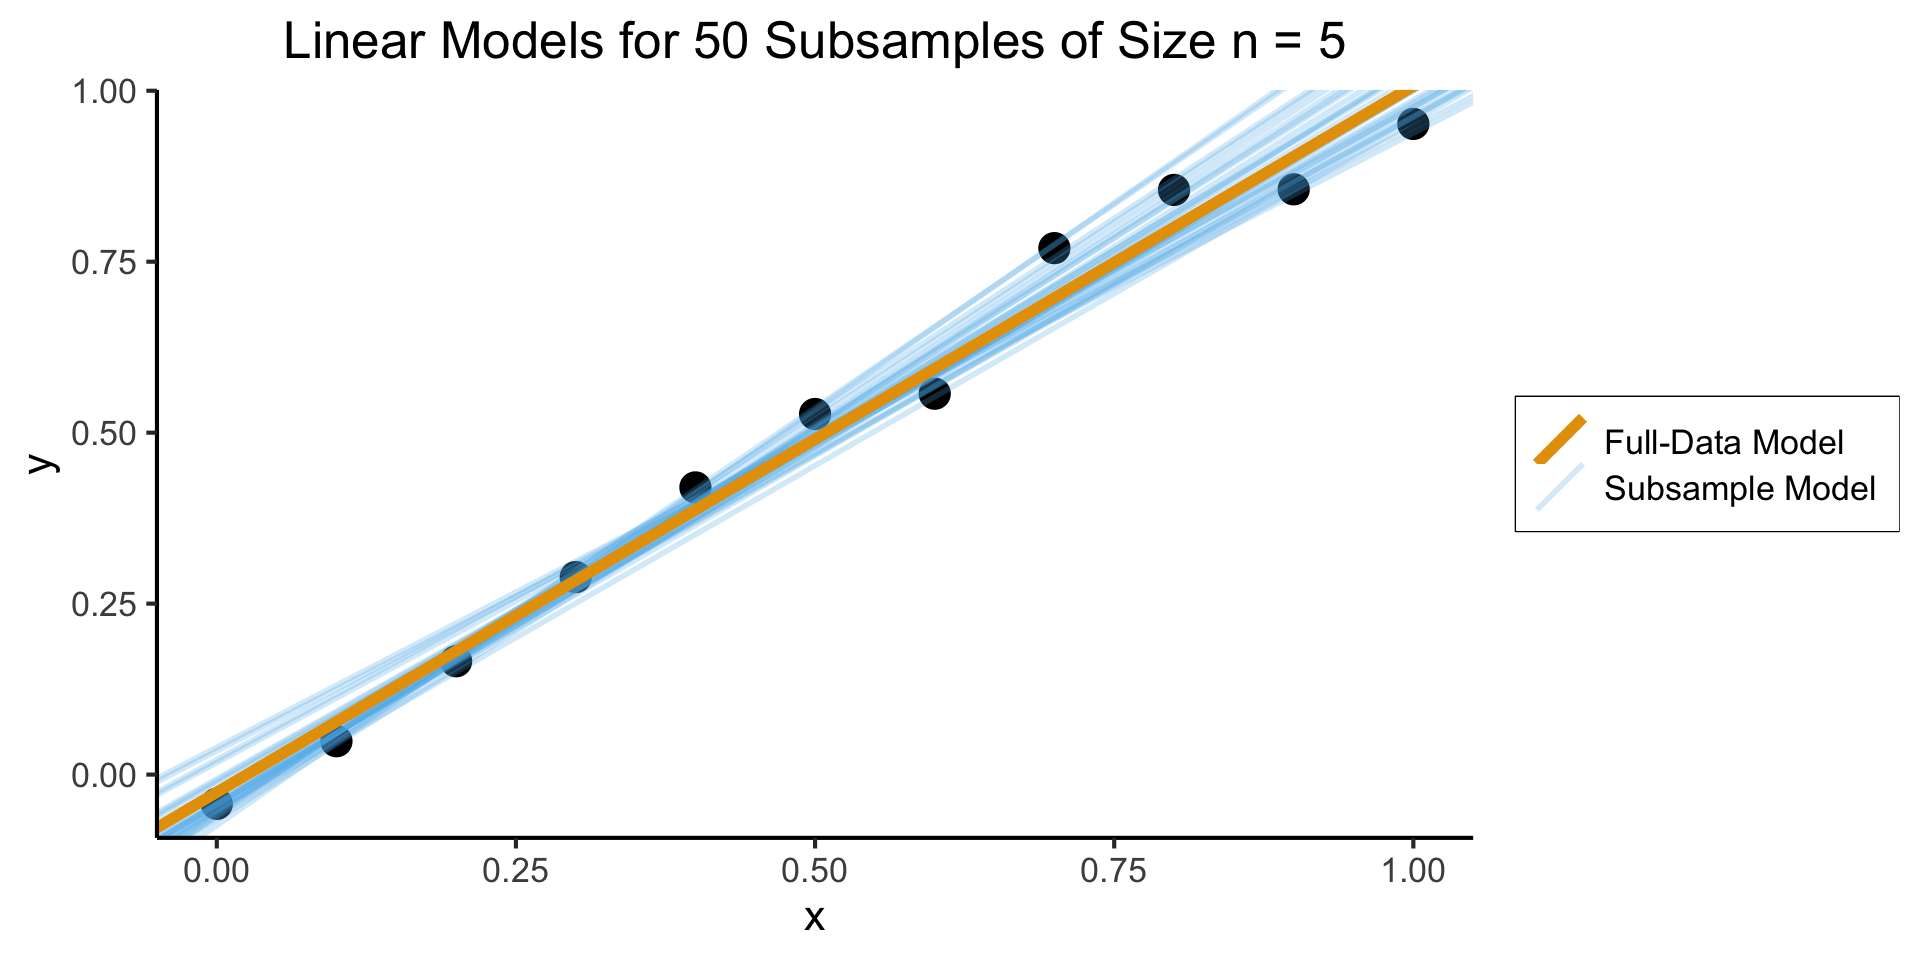 Linear Models for 50 Subsamples of Size n = 5
1.00
0.75
0.50
0.25
0.00
y
0.00 0.25 0.50 0.75 1.00
x
Full-Data Model
Subsample Model